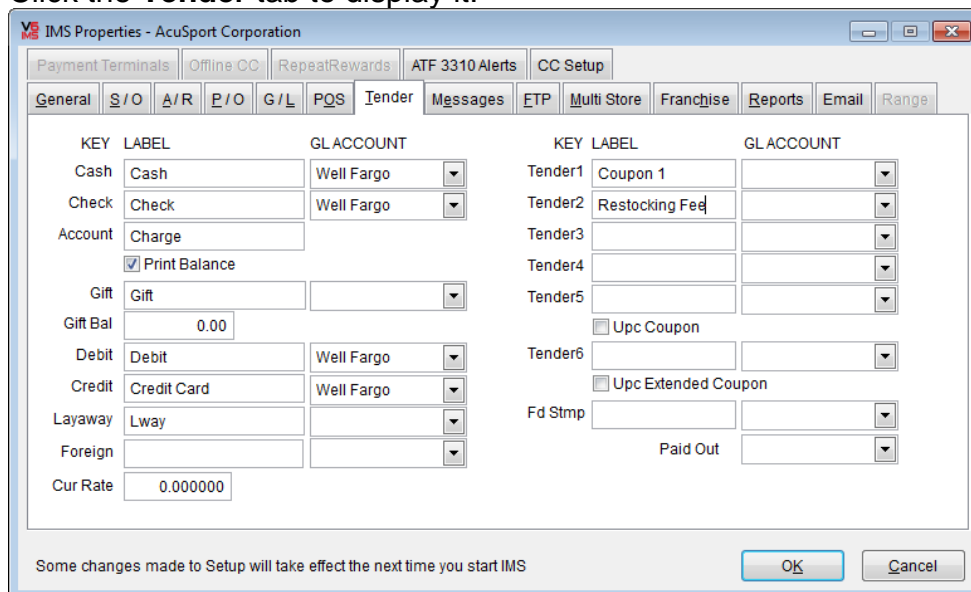 Click the Tender tab to display it.
IMS Properties - AcuSport Corporation
Payment Terminals Offline CC RepeatRewards ATF 3310 Alerts CC Setup
General S/O A/R P/O G/L POS Tender Messages FTP Multi Store Franchise Reports Email Range
KEY LABEL GL ACCOUNT KEY LABEL GL ACCOUNT
Cash Cash Well Fargo Tender1 Coupon 1
Check Check Well Fargo Tender2 Restocking Fee
Account Charge Tender3
Print Balance Tender4
Gift Gift Tender5
Gift Bal 0.00 Upc Coupon
Debit Debit Well Fargo Tender6
Credit Credit Card Well Fargo Upc Extended Coupon
Layaway Lway Fd Stmp
Foreign Paid Out
Cur Rate 0.000000
Some changes made to Setup will take effect the next time you start IMS OK Cancel